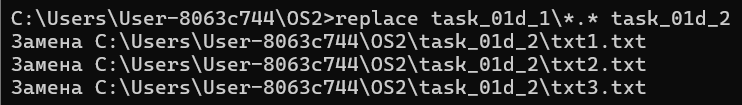 C:\Users\User-8063c744\OS2>replace task_01d_1\*.* task_01d_2
Замена C:\Users\User-8063c744\OS2\task_01d_2\txt1.txt
Замена C:\Users\User-8063c744\OS2\task_01d_2\txt2.txt
Замена C:\Users\User-8063c744\OS2\task_01d_2\txt3.txt